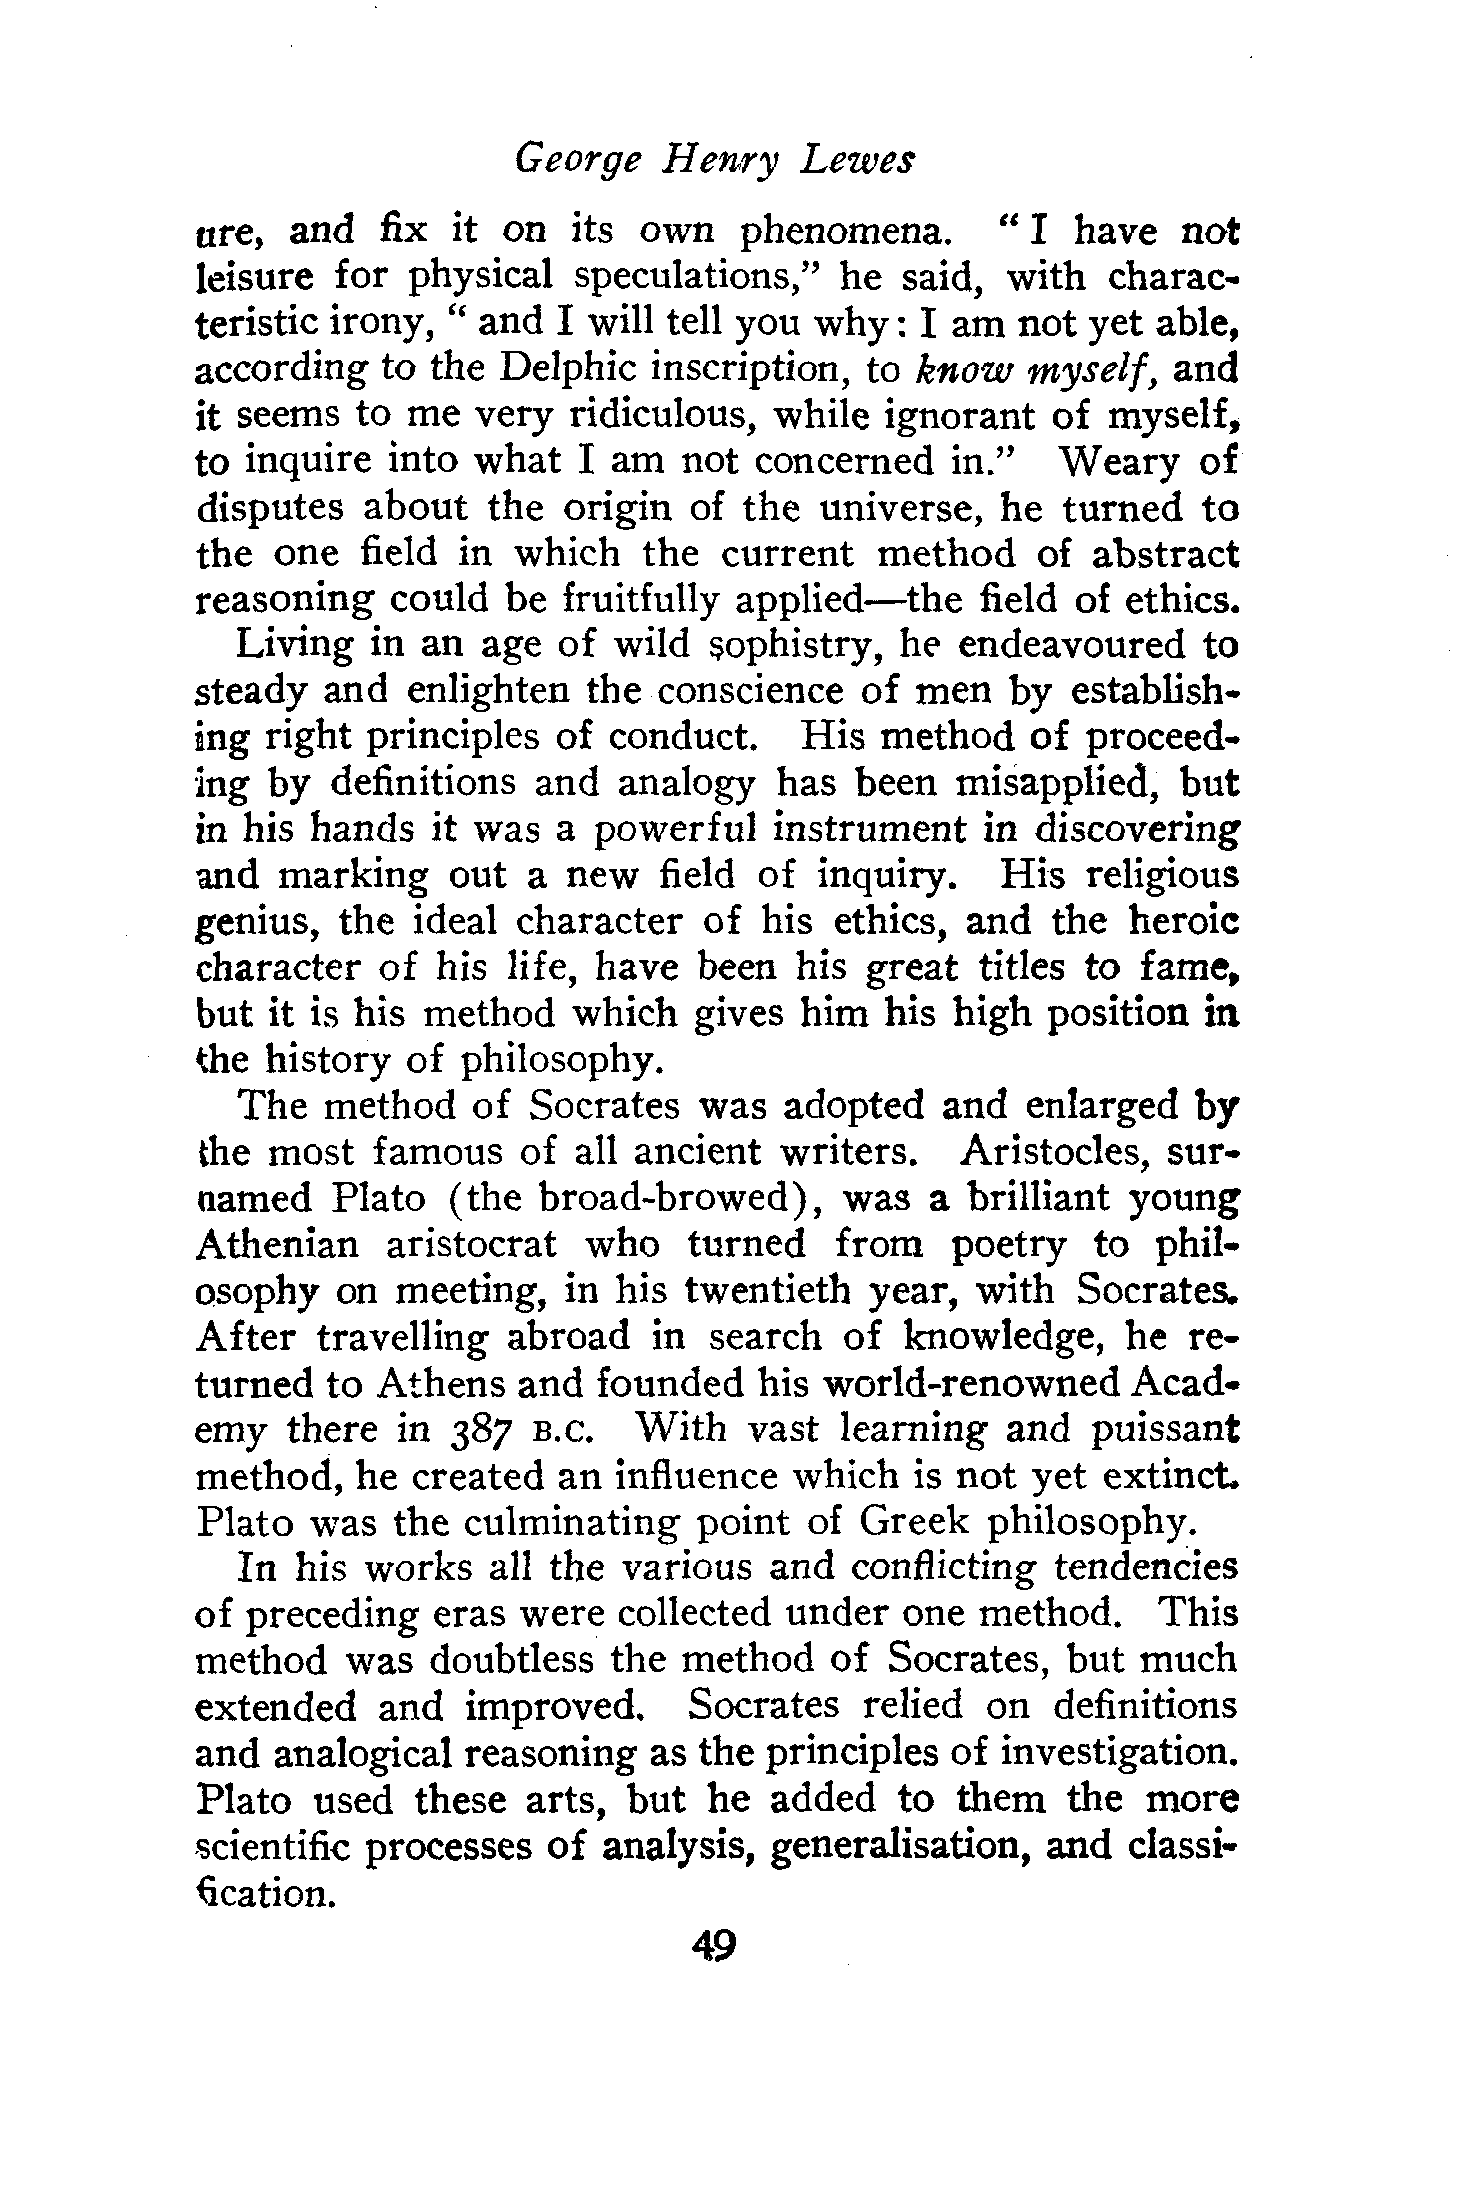 George Henry Lewes
ure, and fix it on its own phenomena. “ I have not
leisure for physical speculations,” he said, with charac-
teristic irony, “ and I will tell you why: I am not yet able,
according to the Delphic inscription, to know myself, and
it seems to me very ridiculous, while ignorant of myself,
to inquire into what I am not concerned in.” Weary of
disputes about the origin of the universe, he turned to
the one field in which the current method of abstract
reasoning could be fruitfully applied—the field of ethics.
Living in an age of wild sophistry, he endeavoured to
steady and enlighten the conscience of men by establish-
ing right principles of conduct. His method of proceed-
ing by definitions and analogy has been misapplied, but
in his hands it was a powerful instrument in discovering
and marking out a new field of inquiry. His religious
genius, the ideal character of his ethics, and the heroic
character of his life, have been his great titles to fame,
but it is his method which gives him his high position in
the history of philosophy.
The method of Socrates was adopted and enlarged by
the most famous of all ancient writers. Aristocles, sur-
named Plato (the broad-browed), was a brilliant young
Athenian aristocrat who turned from poetry to phil-
osophy on meeting, in his twentieth year, with Socrates.
After travelling abroad in search of knowledge, he re-
turned to Athens and founded his world-renowned Acad-
emy there in 387 B.C. With vast learning and puissant
method, he created an influence which is not yet extinct.
Plato was the culminating point of Greek philosophy.
In his works all the various and conflicting tendencies
of preceding eras were collected under one method. This
method was doubtless the method of Socrates, but much
extended and improved. Socrates relied on definitions
and analogical reasoning as the principles of investigation.
Plato used these arts, but he added to them the more
scientific processes of analysis, generalisation, and classi-
fication.
49